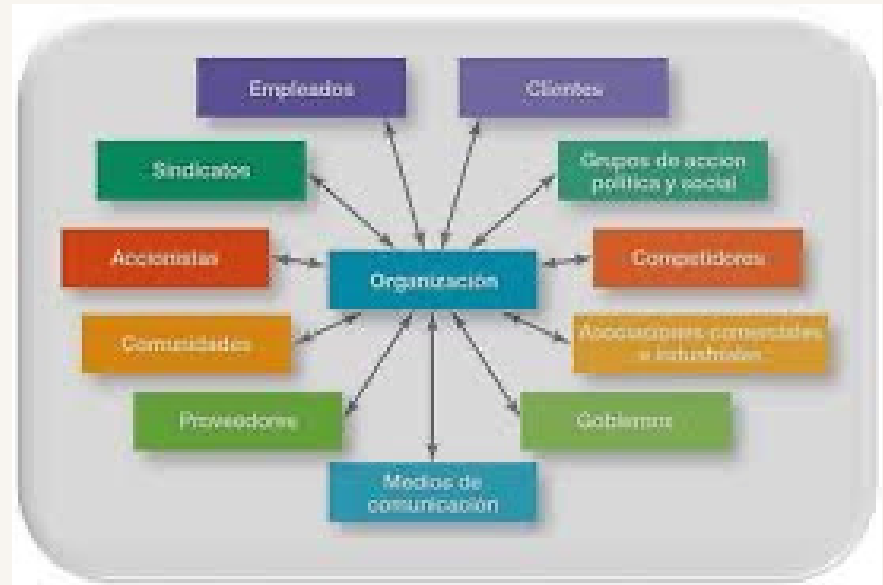 Empleados
Clientes
Sindicatos
Grupos de accion
política y social
Accionistas
Organización
Competidores
Comunidades
Asociaciones comerciales
e industriales
Proveedores
Gobiernos
Medios de
comunicación